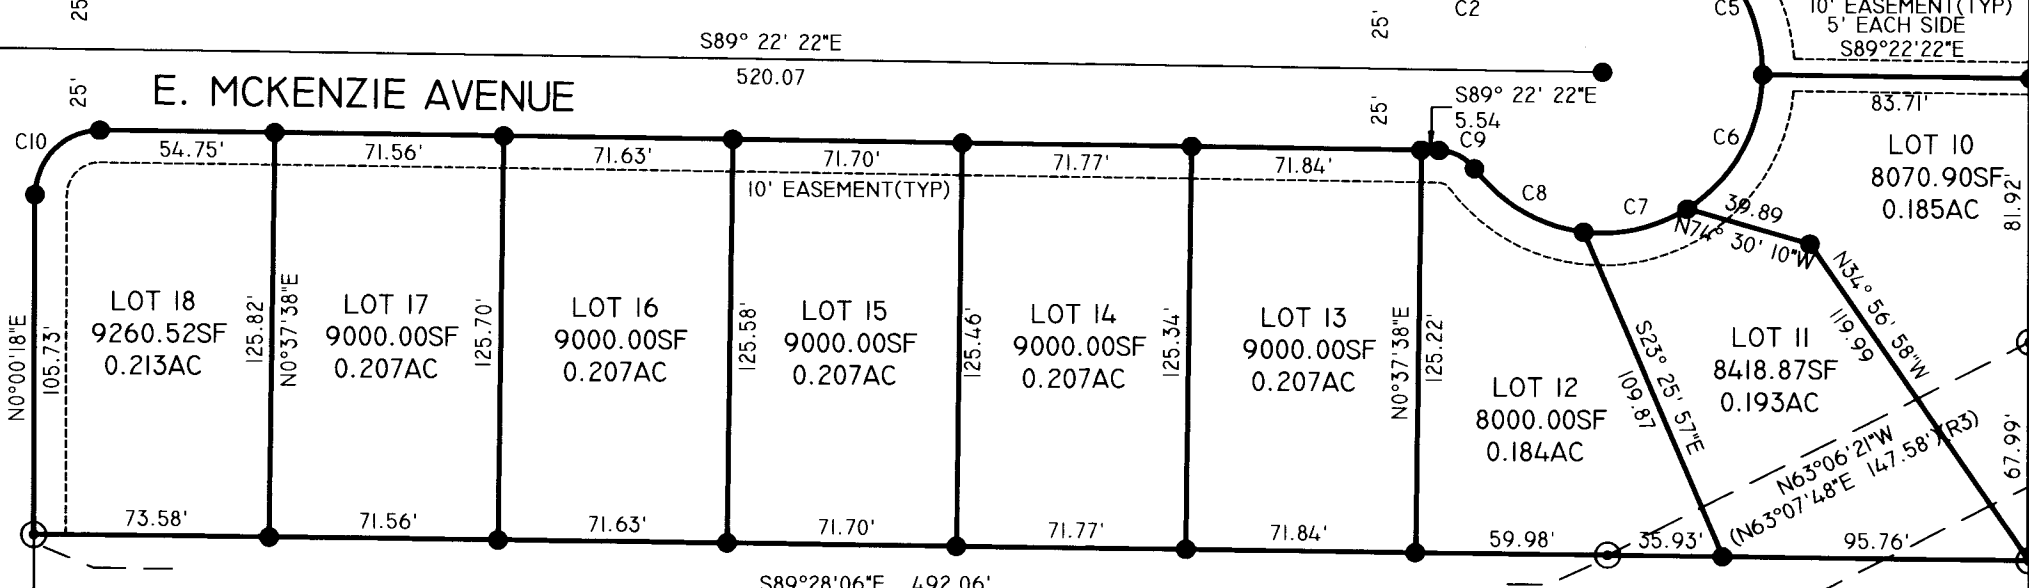 25'
25'
C2
C5
10' EASEMENT(TYP)
5' EACH SIDE
S89°22'22"E
S89° 22' 22"E
520.07
25'
E. MCKENZIE AVENUE
25'
S89° 22' 22"E
5.54
83.71'
C10
C9
C6
54.75'
71.56'
71.63'
71.70'
71.77'
71.84'
10' EASEMENT(TYP)
C8
C7
LOT 10
8070.90SF
0.185AC
81.92'
39.89
N74° 30' 10"W
N0°00'18"E
105.73'
LOT 18
9260.52SF
0.213AC
125.82'
N0°37'38"E
LOT 17
9000.00SF
0.207AC
125.70'
LOT 16
9000.00SF
0.207AC
125.58'
LOT 15
9000.00SF
0.207AC
125.46'
LOT 14
9000.00SF
0.207AC
125.34'
LOT 13
9000.00SF
0.207AC
N0°37'38"E
125.22'
LOT 12
8000.00SF
0.184AC
S23° 25' 57"E
109.87
LOT 11
8418.87SF
0.193AC
N34° 56' 58"W
119.99
N63°06'21"W
(N63°07'48"E 147.58')(R3)
67.99'
73.58'
71.56'
71.63'
71.70'
71.77'
71.84'
59.98'
35.93'
95.76'
S89°28'06"E 492.06'